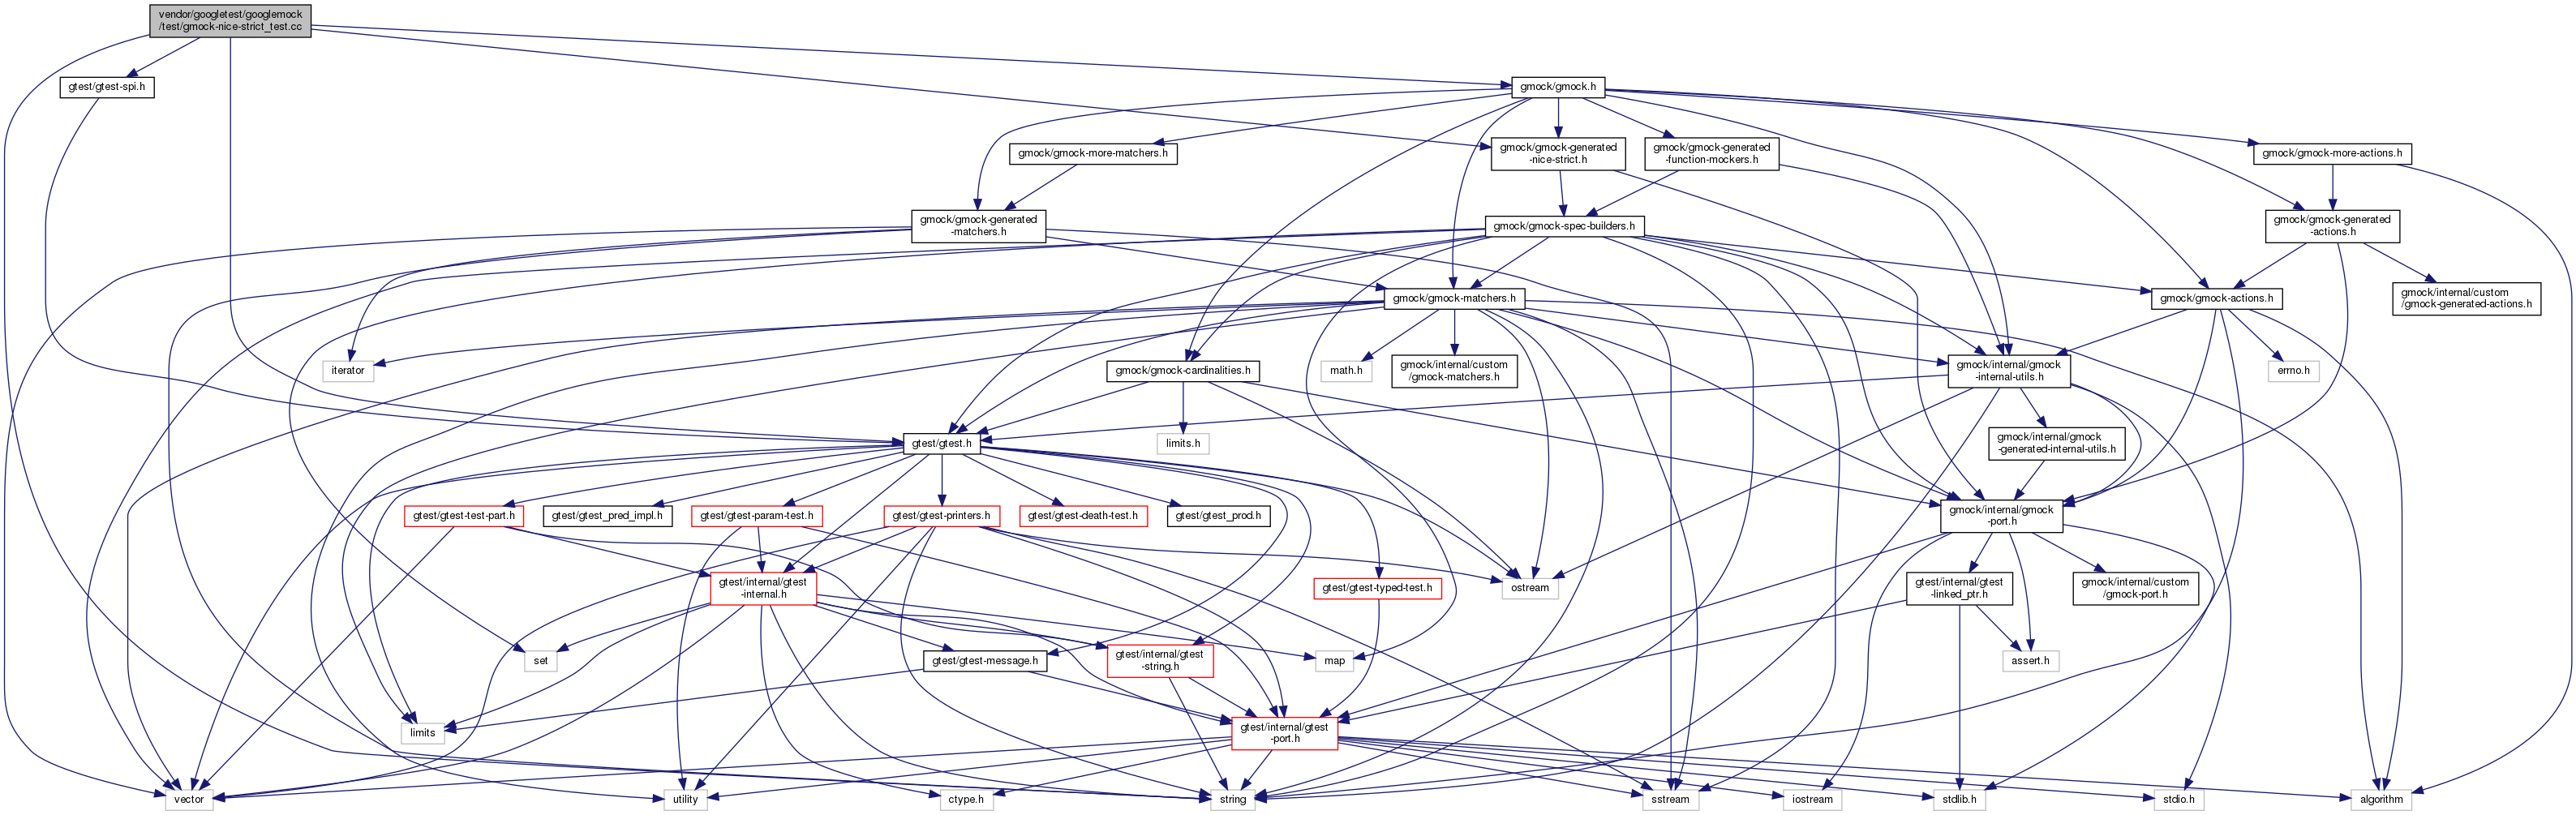 vendor/googletest/googlemock
/test/gmock-nice-strict_test.cc
gtest/gtest-spi.h
gmock/gmock.h
gmock/gmock-more-matchers.h
gmock/gmock-generated
-nice-strict.h
gmock/gmock-generated
-function-mockers.h
gmock/gmock-more-actions.h
gmock/gmock-generated
-matchers.h
gmock/gmock-spec-builders.h
gmock/gmock-generated
-actions.h
gmock/gmock-matchers.h
gmock/gmock-actions.h
gmock/internal/custom
/gmock-generated-actions.h
iterator
gmock/gmock-cardinalities.h
math.h
gmock/internal/custom
/gmock-matchers.h
gmock/internal/gmock
-internal-utils.h
errno.h
gtest/gtest.h
limits.h
gmock/internal/gmock
-generated-internal-utils.h
gtest/gtest-test-part.h
gtest/gtest_pred_impl.h
gtest/gtest-param-test.h
gtest/gtest-printers.h
gtest/gtest-death-test.h
gtest/gtest_prod.h
gmock/internal/gmock
-port.h
gtest/internal/gtest
-internal.h
gtest/gtest-typed-test.h
ostream
gtest/internal/gtest
-linked_ptr.h
gmock/internal/custom
/gmock-port.h
set
gtest/gtest-message.h
gtest/internal/gtest
-string.h
map
assert.h
limits
gtest/internal/gtest
-port.h
vector
utility
ctype.h
string
sstream
iostream
stdlib.h
stdio.h
algorithm